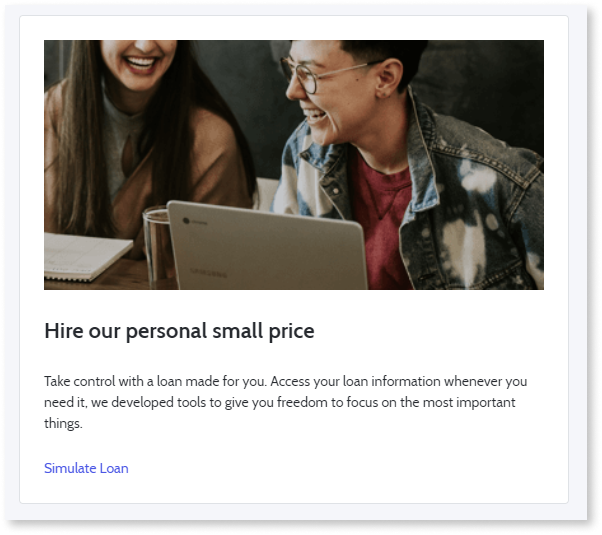 Hire our personal small price
Take control with a loan made for you. Access your loan information whenever you
need it, we developed tools to give you freedom to focus on the most important
things.
Simulate Loan